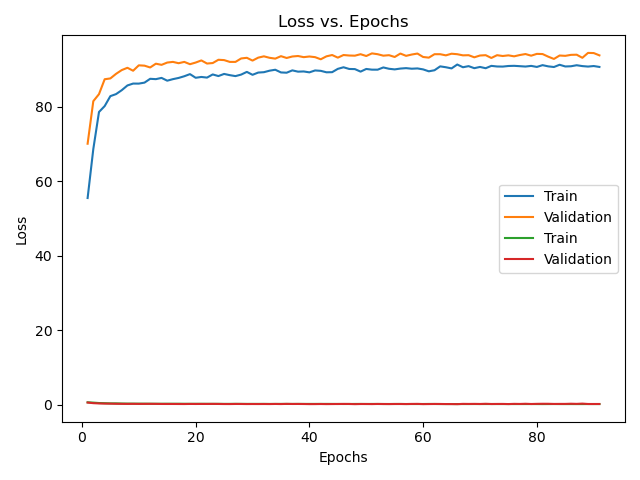 Loss vs. Epochs
Loss
80
60
40
20
0
Train
Validation
Train
Validation
0 20 40 60 80
Epochs